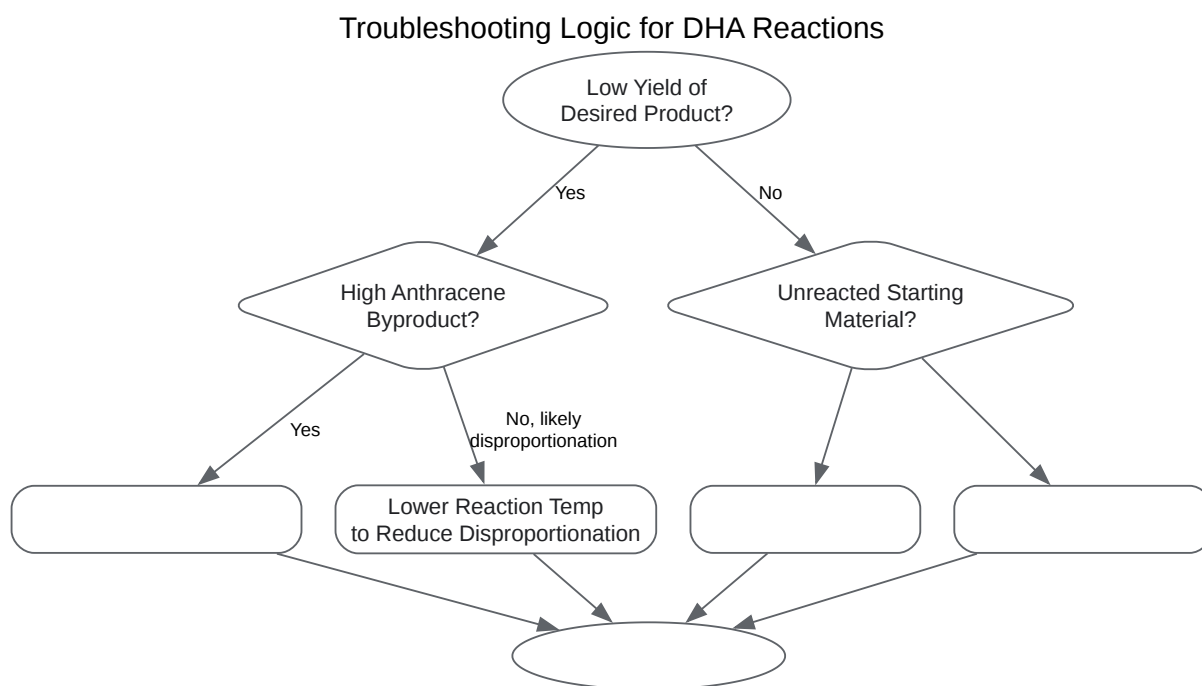 Troubleshooting Logic for DHA Reactions
Low Yield of
Desired Product?
Yes
No
High Anthracene
Byproduct?
Unreacted Starting
Material?
Yes
No, likely
disproportionation
Lower Reaction Temp
to Reduce Disproportionation